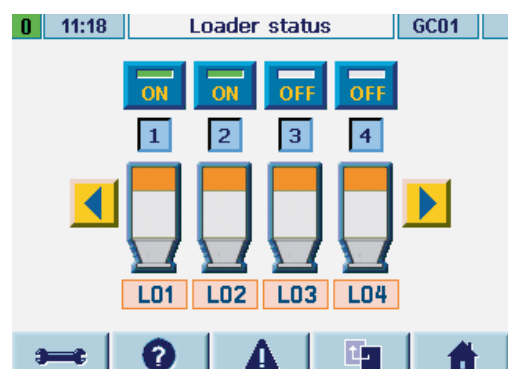 0 11:18 Loader status GC01
ON ON OFF OFF
1 2 3 4
L01 L02 L03 L04
?